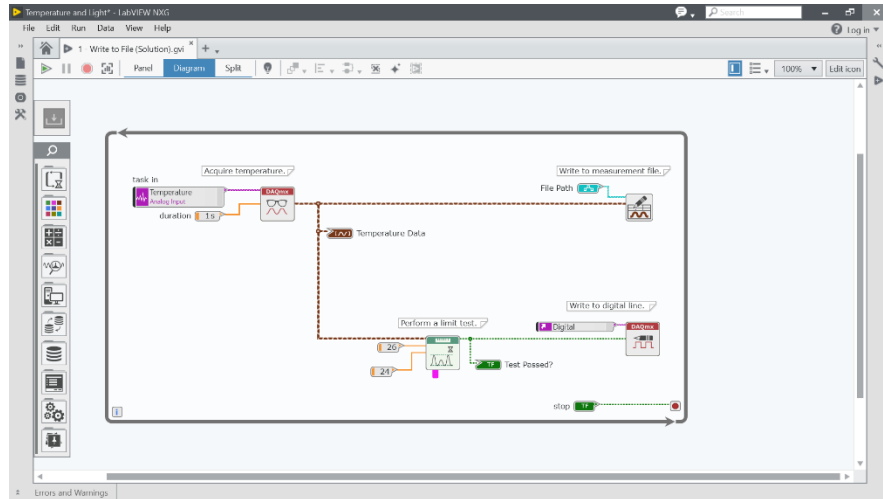 Temperature and Light* - LabVIEW NXG
Search
File Edit Run Data View Help
Log in
1 Write to File (Solution).gvi
Panel Diagram Split
100% Edit icon
Acquire temperature.
Write to measurement file.
task in
Temperature
Analog Input
DAQmx
File Path
duration 1s
Temperature Data
Write to digital line.
Perform a limit test.
Digital
DAQmx
26
24
TF Test Passed?
stop TF
i
Errors and Warnings